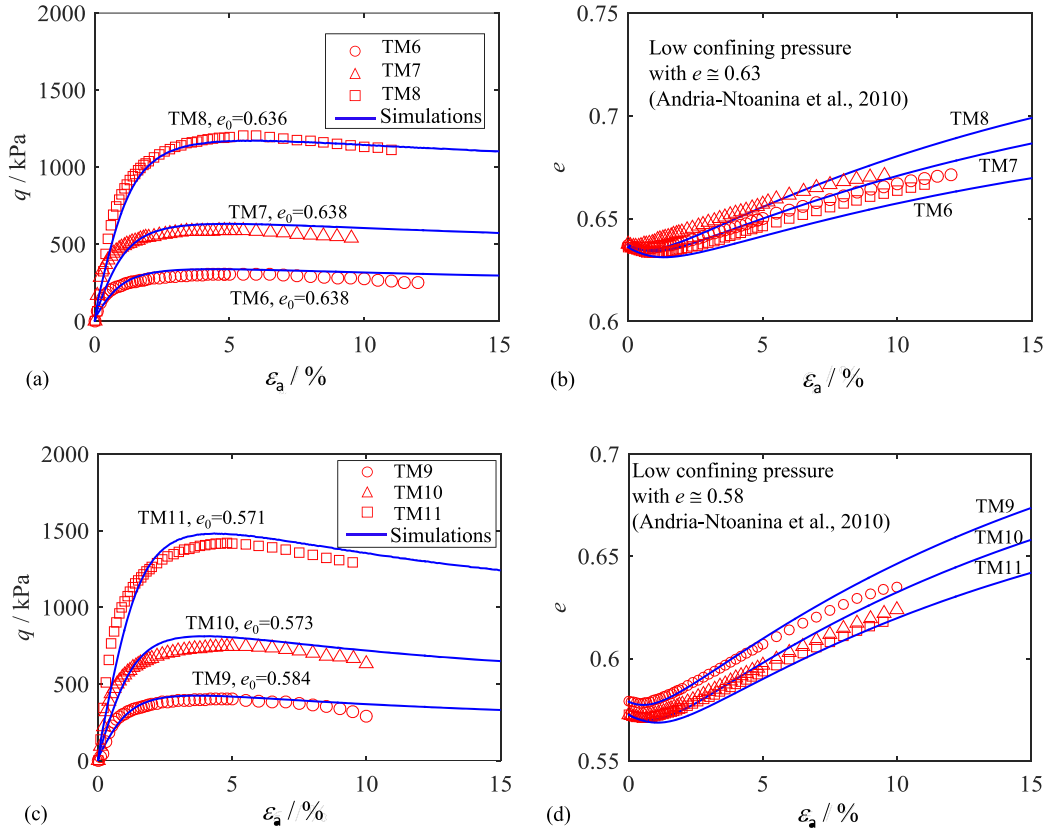 2000
1500
1000
500
0
q / kPa
TM6
TM7
TM8
Simulations
TM8, e0=0.636
TM7, e0=0.638
TM6, e0=0.638
0
5
10
15
εa / %
(a)
0.7
0.65
0.6
e
Low confining pressure
with e ≅ 0.63
(Andria-Ntoanina et al., 2010)
TM8
TM7
TM6
0
5
10
15
εa / %
(b)
2000
1500
1000
500
0
q / kPa
TM9
TM10
TM11
Simulations
TM11, e0=0.571
TM10, e0=0.573
TM9, e0=0.584
0
5
10
15
εa / %
(c)
0.7
0.65
0.6
0.55
e
Low confining pressure
with e ≅ 0.58
(Andria-Ntoanina et al., 2010)
TM9
TM10
TM11
0
5
10
15
εa / %
(d)